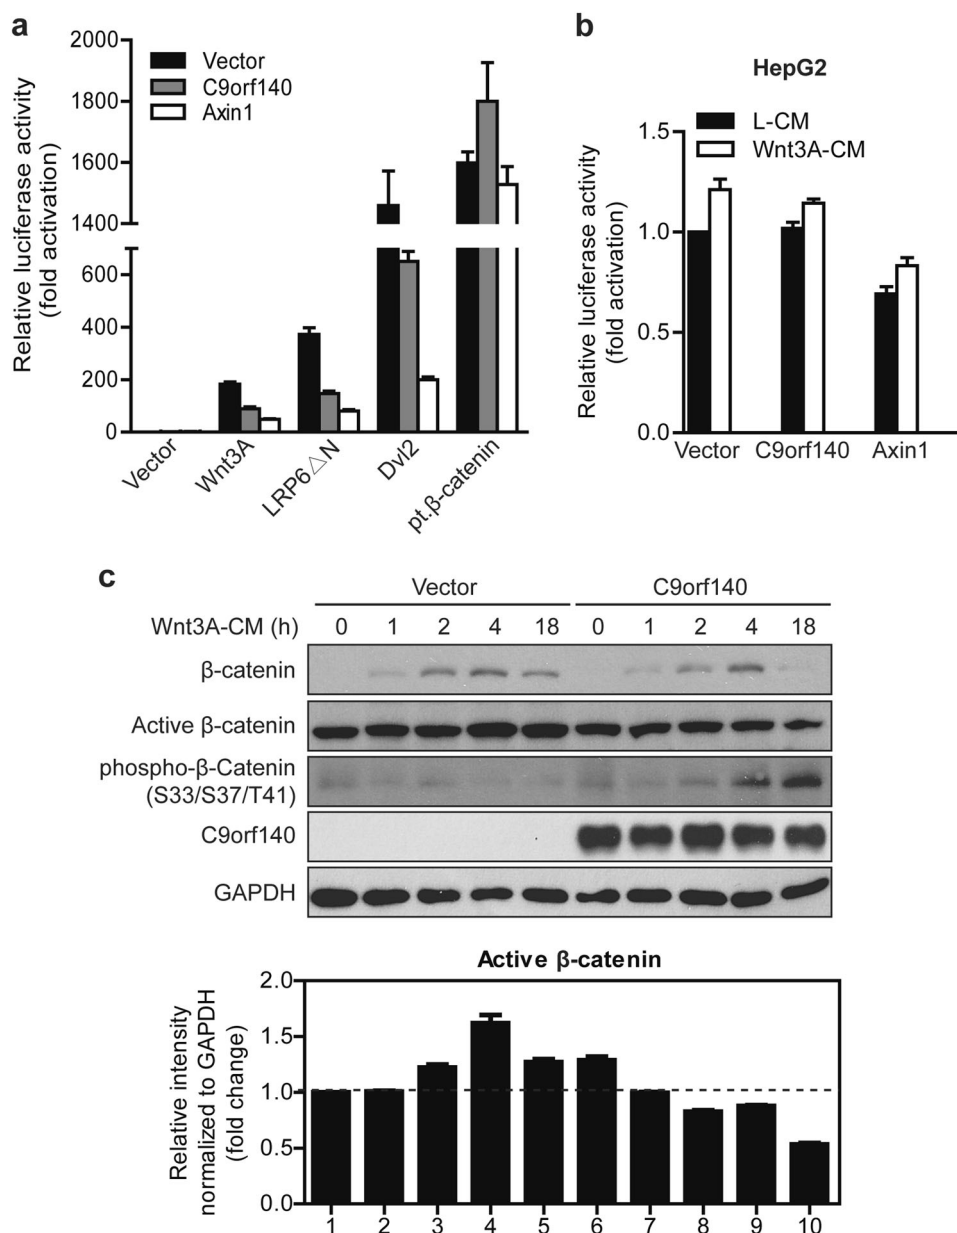 a
2000
1800
1600
1400
600
400
200
0
Relative luciferase activity
(fold activation)
Vector
C9orf140
Axin1
Vector
Wnt3A
LRP6△N
Dvl2
pt.β-catenin
b
HepG2
L-CM
Wnt3A-CM
1.5
1.0
0.5
0.0
Relative luciferase activity
(fold activation)
Vector C9orf140 Axin1
c
Vector C9orf140
Wnt3A-CM (h) 0 1 2 4 18 0 1 2 4 18
β-catenin
Active β-catenin
phospho-β-Catenin
(S33/S37/T41)
C9orf140
GAPDH
Active β-catenin
Relative intensity
normalized to GAPDH
(fold change)
2.0
1.5
1.0
0.5
0.0
1 2 3 4 5 6 7 8 9 10